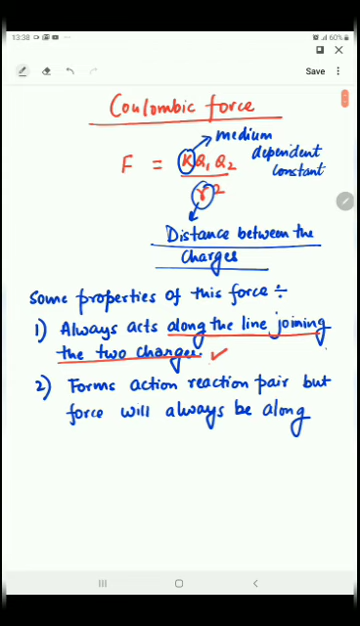 13:38
60%
Save
Coulombic force
medium
dependent
constant
F = KQ1 Q2
r2
Distance between the
charges
Some properties of this force ÷
1) Always acts along the line joining
the two charges. ✓
2) Forms action reaction pair but
force will always be along